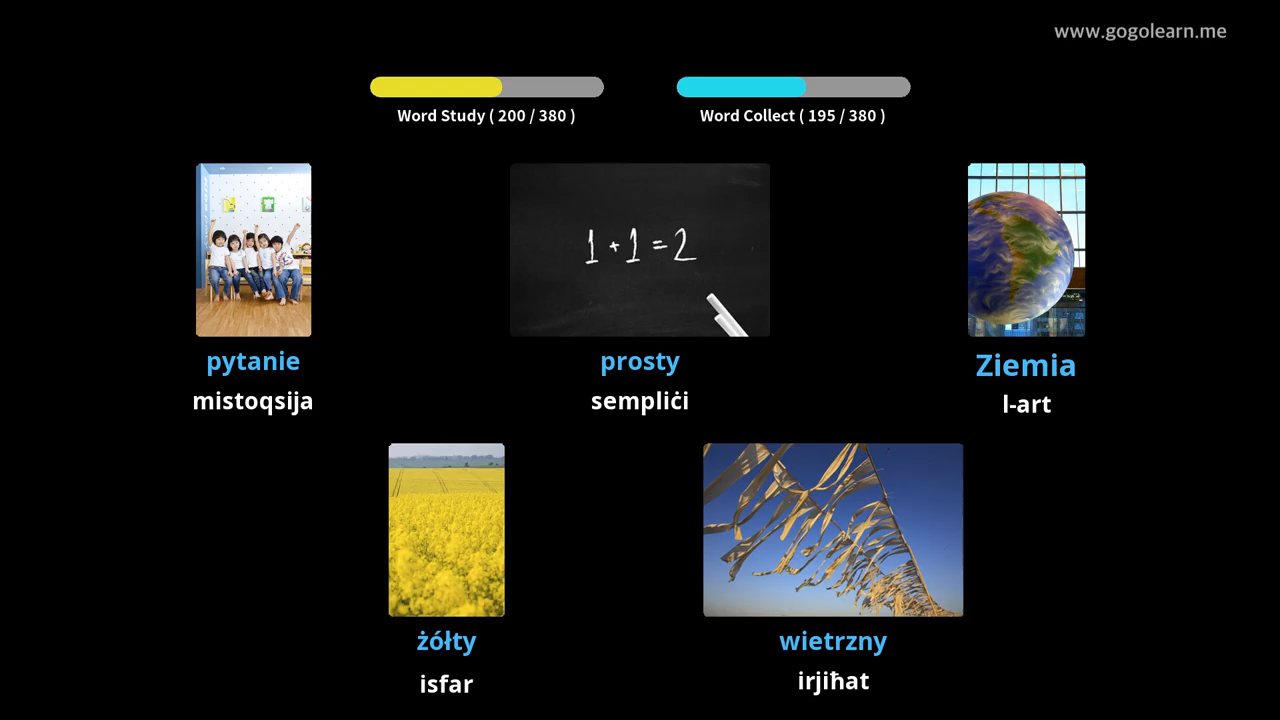 www.gogolearn.me
Word Study ( 200 / 380 )
Word Collect ( 195 / 380 )
1 + 1 = 2
pytanie
prosty
Ziemia
mistoqsija
sempliċi
l-art
żółty
wietrzny
isfar
irjiħat